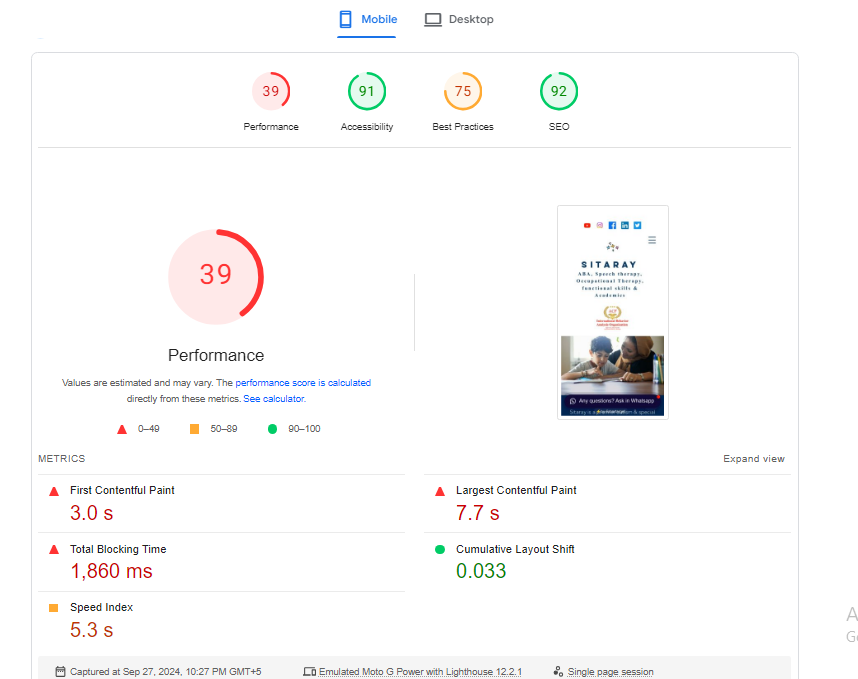 Mobile
Desktop
39
91
75
92
Performance
Accessibility
Best Practices
SEO
39
Performance
Values are estimated and may vary. The performance score is calculated
directly from these metrics. See calculator.
0–49
50–89
90–100
SITARAY
ABA, Speech therapy,
Occupational Therapy,
functional skills &
Academics
Any questions? Ask in Whatsapp
METRICS
Expand view
First Contentful Paint
3.0 s
Largest Contentful Paint
7.7 s
Total Blocking Time
1,860 ms
Cumulative Layout Shift
0.033
Speed Index
5.3 s
Captured at Sep 27, 2024, 10:27 PM GMT+5
Emulated Moto G Power with Lighthouse 12.2.1
Single page session